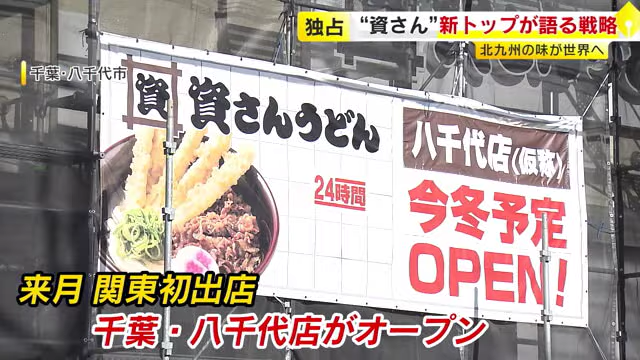 独占 “資さん”新トップが語る戦略
北九州の味が世界へ
千葉・八千代市
資 資さんうどん
24時間
八千代店(仮称)
今冬予定
OPEN!
来月 関東初出店
千葉・八千代店がオープン